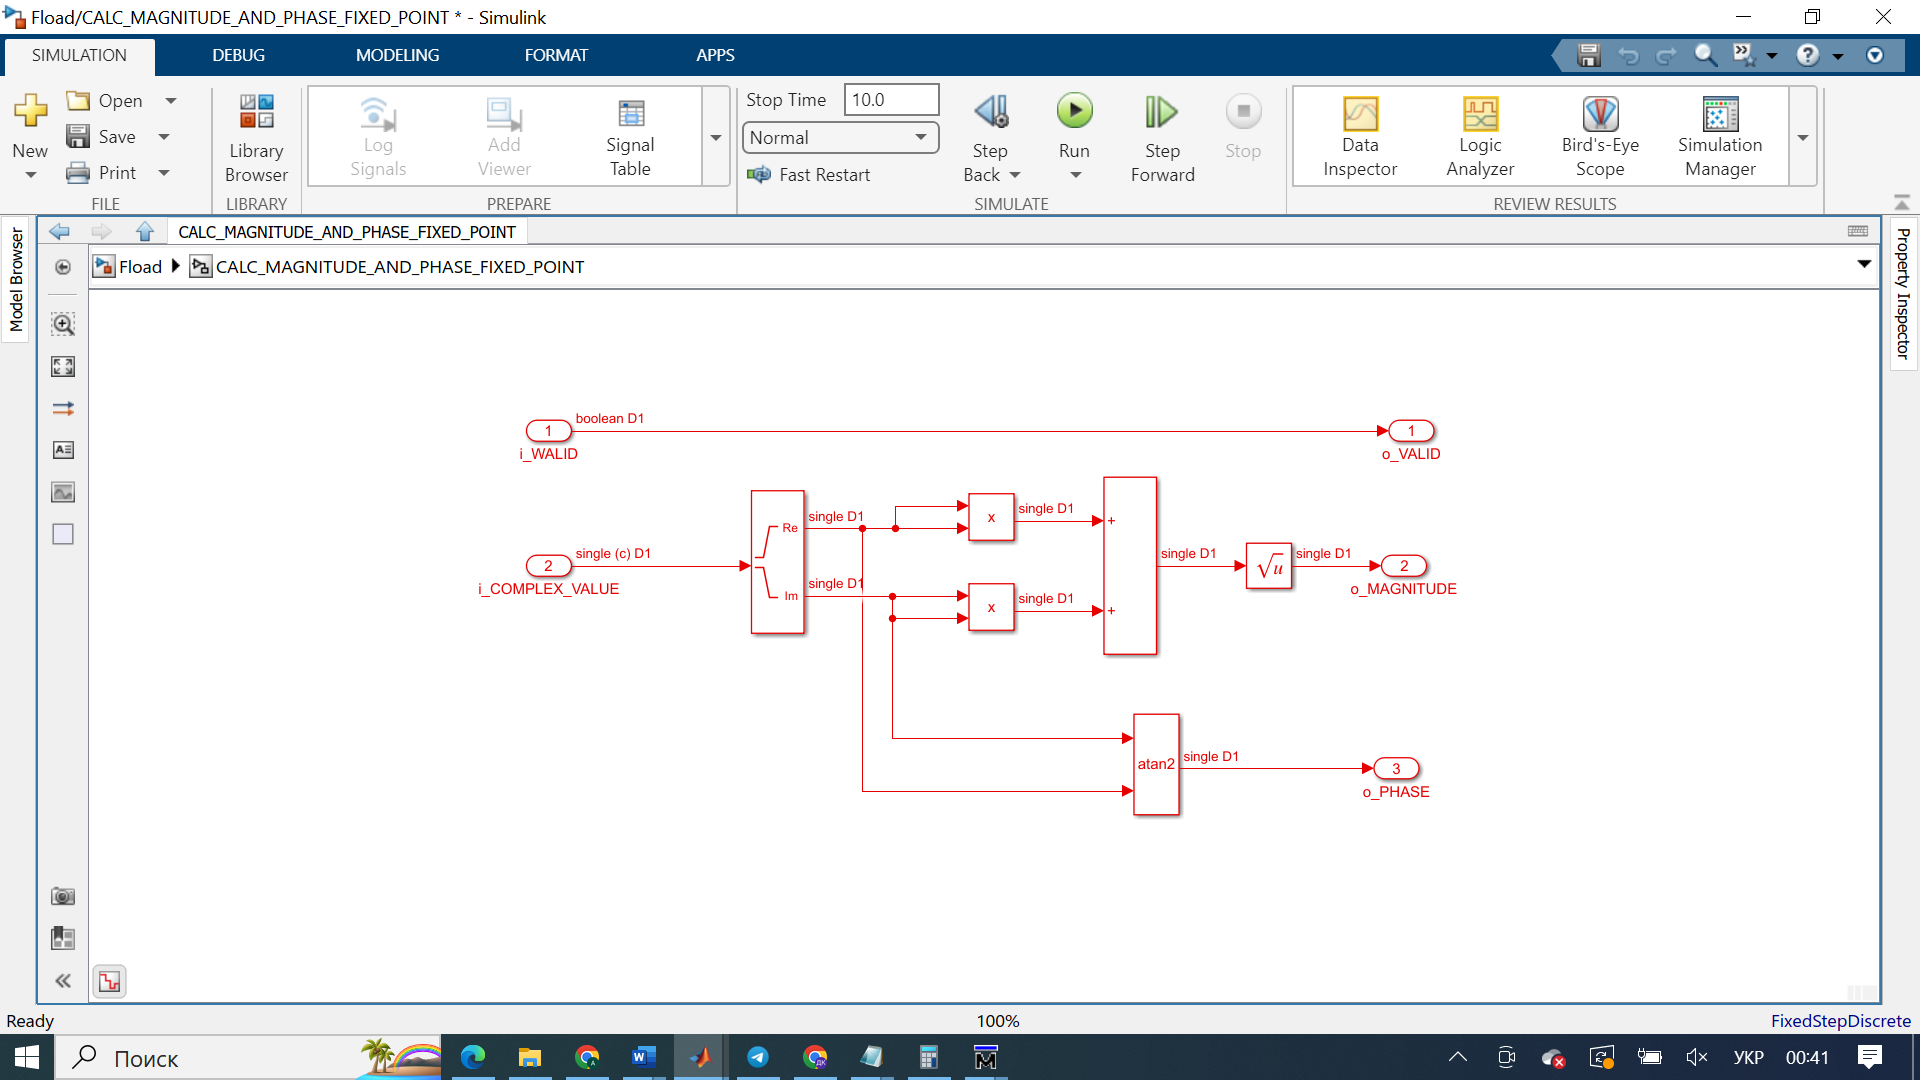 Fload/CALC_MAGNITUDE_AND_PHASE_FIXED_POINT * - Simulink
SIMULATION DEBUG MODELING FORMAT APPS
New
Open
Save
Print
FILE
Library Browser
LIBRARY
Log Signals
Add Viewer
Signal Table
PREPARE
Stop Time 10.0
Normal
Fast Restart
Step Back
Run
Step Forward
Stop
SIMULATE
Data Inspector
Logic Analyzer
Bird's-Eye Scope
Simulation Manager
REVIEW RESULTS
Model Browser
Property Inspector
CALC_MAGNITUDE_AND_PHASE_FIXED_POINT
Fload CALC_MAGNITUDE_AND_PHASE_FIXED_POINT
boolean D1
1
i_WALID
1
o_VALID
2
i_COMPLEX_VALUE
single (c) D1
Re
Im
single D1
single D1
x
single D1
x
single D1
+
+
single D1
√u
single D1
2
o_MAGNITUDE
atan2
single D1
3
o_PHASE
Ready 100% FixedStepDiscrete
Поиск
УКР 00:41